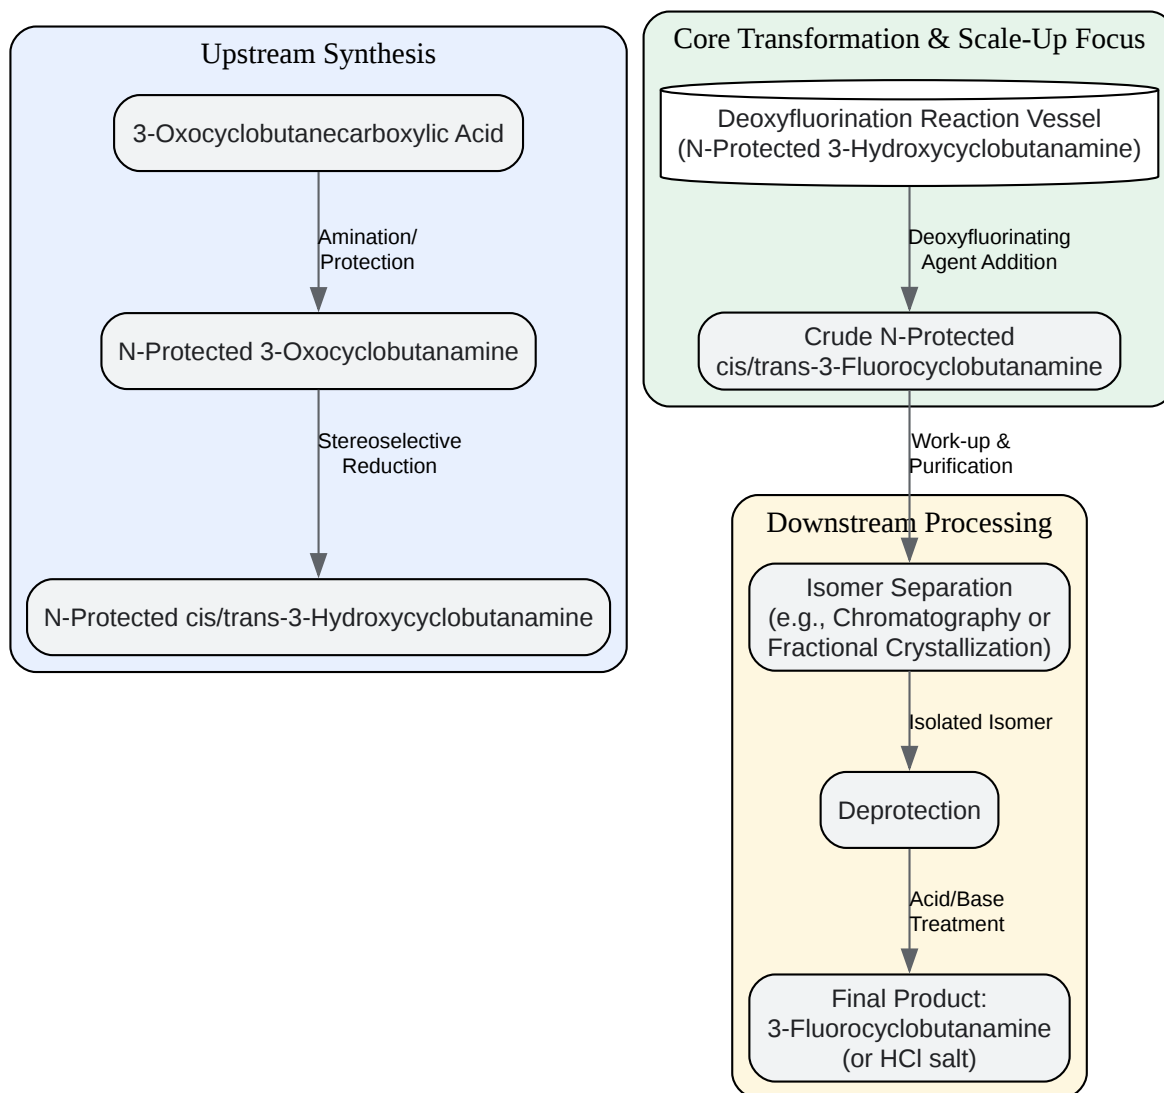 Upstream Synthesis
3-Oxocyclobutanecarboxylic Acid
Amination/
Protection
N-Protected 3-Oxocyclobutanamine
Stereoselective
Reduction
N-Protected cis/trans-3-Hydroxycyclobutanamine
Core Transformation & Scale-Up Focus
Deoxyfluorination Reaction Vessel
(N-Protected 3-Hydroxycyclobutanamine)
Deoxyfluorinating
Agent Addition
Crude N-Protected
cis/trans-3-Fluorocyclobutanamine
Work-up &
Purification
Downstream Processing
Isomer Separation
(e.g., Chromatography or
Fractional Crystallization)
Isolated Isomer
Deprotection
Acid/Base
Treatment
Final Product:
3-Fluorocyclobutanamine
(or HCl salt)